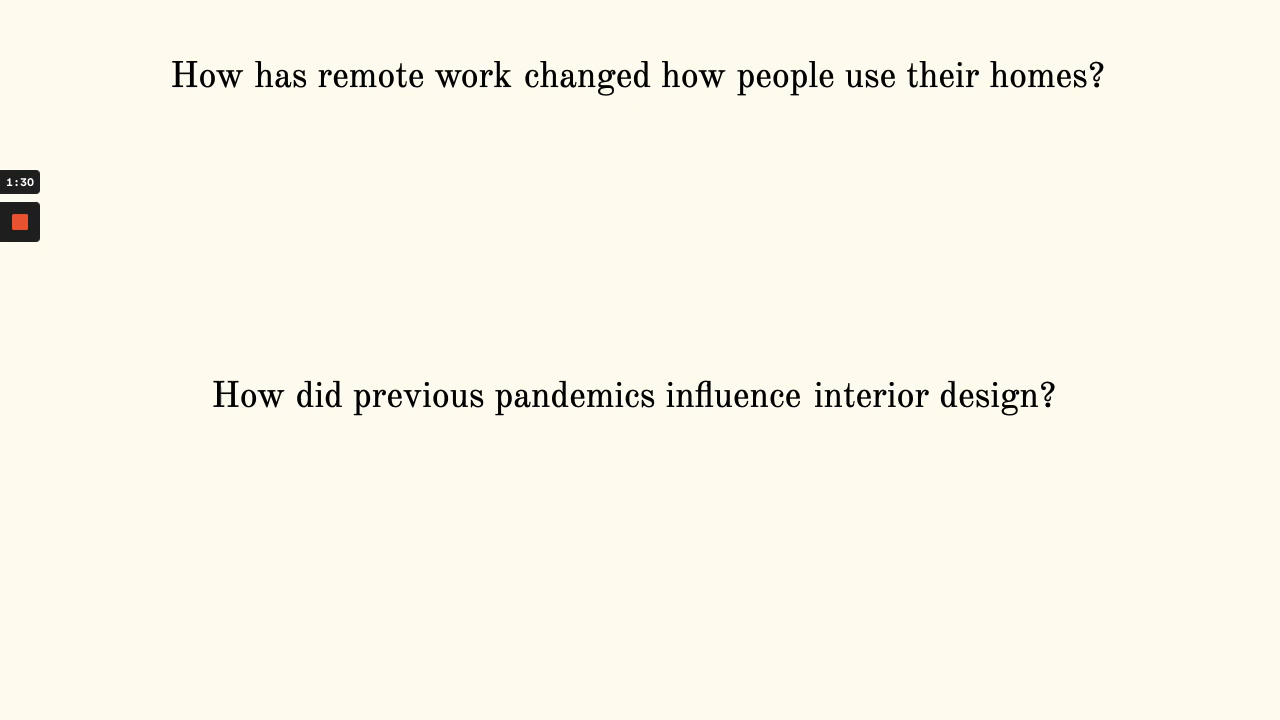 How has remote work changed how people use their homes?
1:30
How did previous pandemics influence interior design?